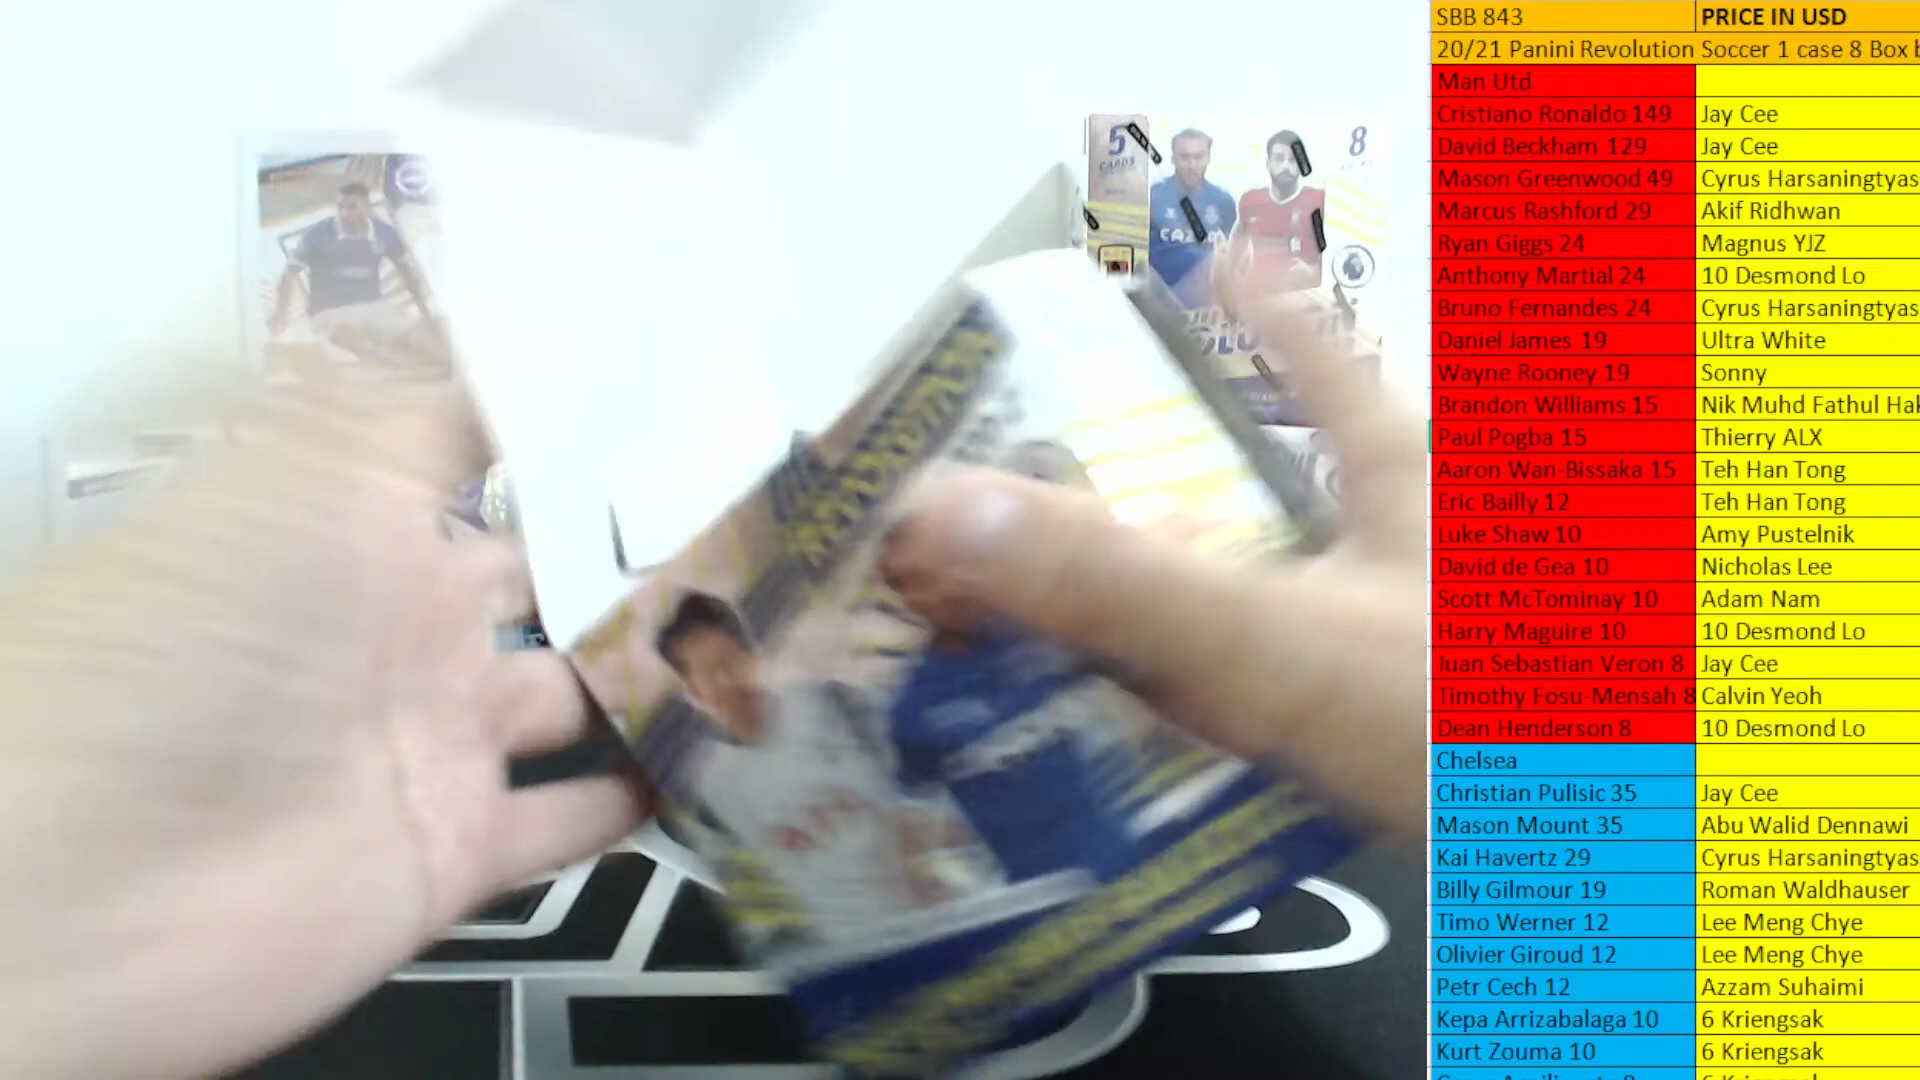 SBB 843 PRICE IN USD
20/21 Panini Revolution Soccer 1 case 8 Box b
Man Utd
Cristiano Ronaldo 149 Jay Cee
David Beckham 129 Jay Cee
Mason Greenwood 49 Cyrus Harsaningtyas
Marcus Rashford 29 Akif Ridhwan
Ryan Giggs 24 Magnus YJZ
Anthony Martial 24 10 Desmond Lo
Bruno Fernandes 24 Cyrus Harsaningtyas
Daniel James 19 Ultra White
Wayne Rooney 19 Sonny
Brandon Williams 15 Nik Muhd Fathul Hak
Paul Pogba 15 Thierry ALX
Aaron Wan-Bissaka 15 Teh Han Tong
Eric Bailly 12 Teh Han Tong
Luke Shaw 10 Amy Pustelnik
David de Gea 10 Nicholas Lee
Scott McTominay 10 Adam Nam
Harry Maguire 10 10 Desmond Lo
Juan Sebastian Veron 8 Jay Cee
Timothy Fosu-Mensah 8 Calvin Yeoh
Dean Henderson 8 10 Desmond Lo
Chelsea
Christian Pulisic 35 Jay Cee
Mason Mount 35 Abu Walid Dennawi
Kai Havertz 29 Cyrus Harsaningtyas
Billy Gilmour 19 Roman Waldhauser
Timo Werner 12 Lee Meng Chye
Olivier Giroud 12 Lee Meng Chye
Petr Cech 12 Azzam Suhaimi
Kepa Arrizabalaga 10 6 Kriengsak
Kurt Zouma 10 6 Kriengsak
5
CARDS
8